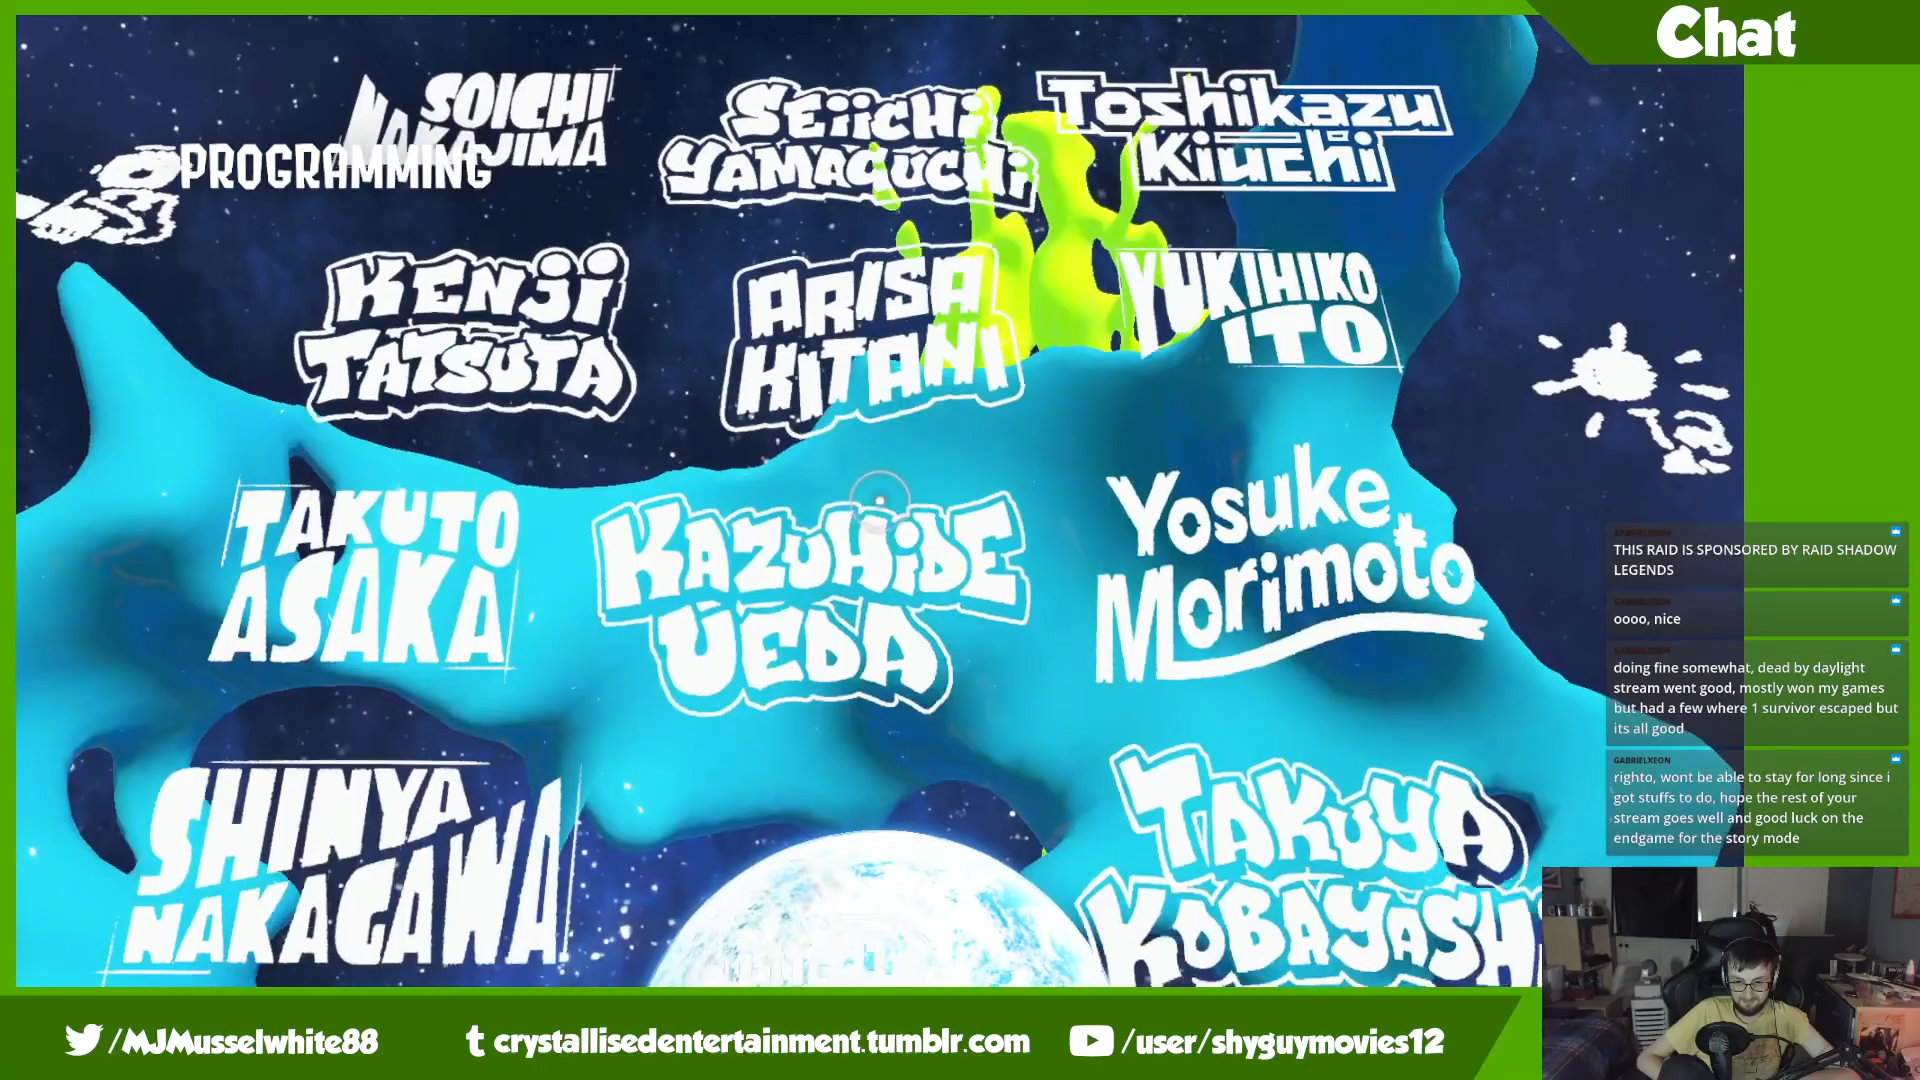 Chat
SOICHI
NAKAJIMA
PROGRAMMING
SEiiCHi
YAMAGUCHi
Toshikazu
Kiuchi
KENji
TATSUTA
ARISA
KiTANI
YUKIHIKO
ITO
TAKUTO
ASAKA
KAZUHiDE
UEDA
Yosuke
Morimoto
SHINYA
NAKAGAWA
TAKUYA
KOBAYASH
THIS RAID IS SPONSORED BY RAID SHADOW
LEGENDS
oooo, nice
doing fine somewhat, dead by daylight
stream went good, mostly won my games
but had a few where 1 survivor escaped but
its all good
GABRIELXEON
righto, wont be able to stay for long since i
got stuffs to do, hope the rest of your
stream goes well and good luck on the
endgame for the story mode
/MJMusselwhite88
t crystallisedentertainment.tumblr.com
/user/shyguymovies12